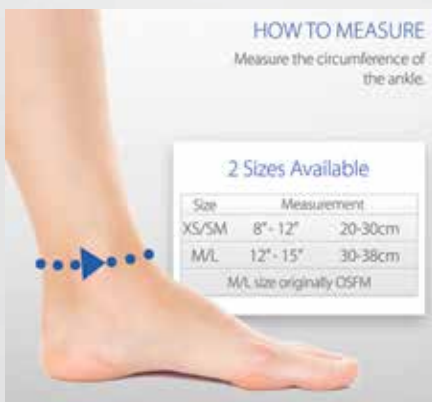 HOW TO MEASURE
Measure the circumference of
the ankle.
2 Sizes Available
Size Measurement
XS/SM 8"- 12" 20-30cm
M/L 12"- 15" 30-38cm
M/L size originally OSFM